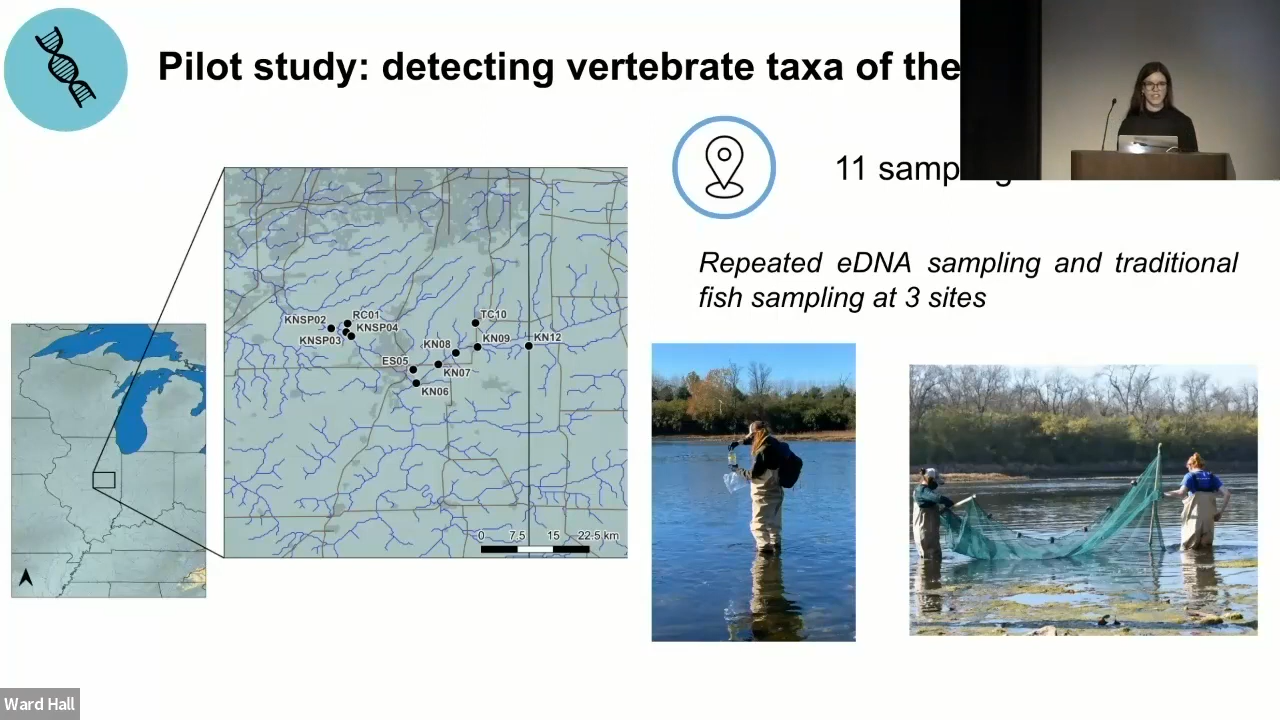 Pilot study: detecting vertebrate taxa of the
11
Repeated eDNA sampling and traditional
fish sampling at 3 sites
KNSP02
RC01
KNSP04
KNSP03
TC10
KN08
KN09
KN12
ES05
KN07
KN06
0 7.5 15 22.5 km
Ward Hall